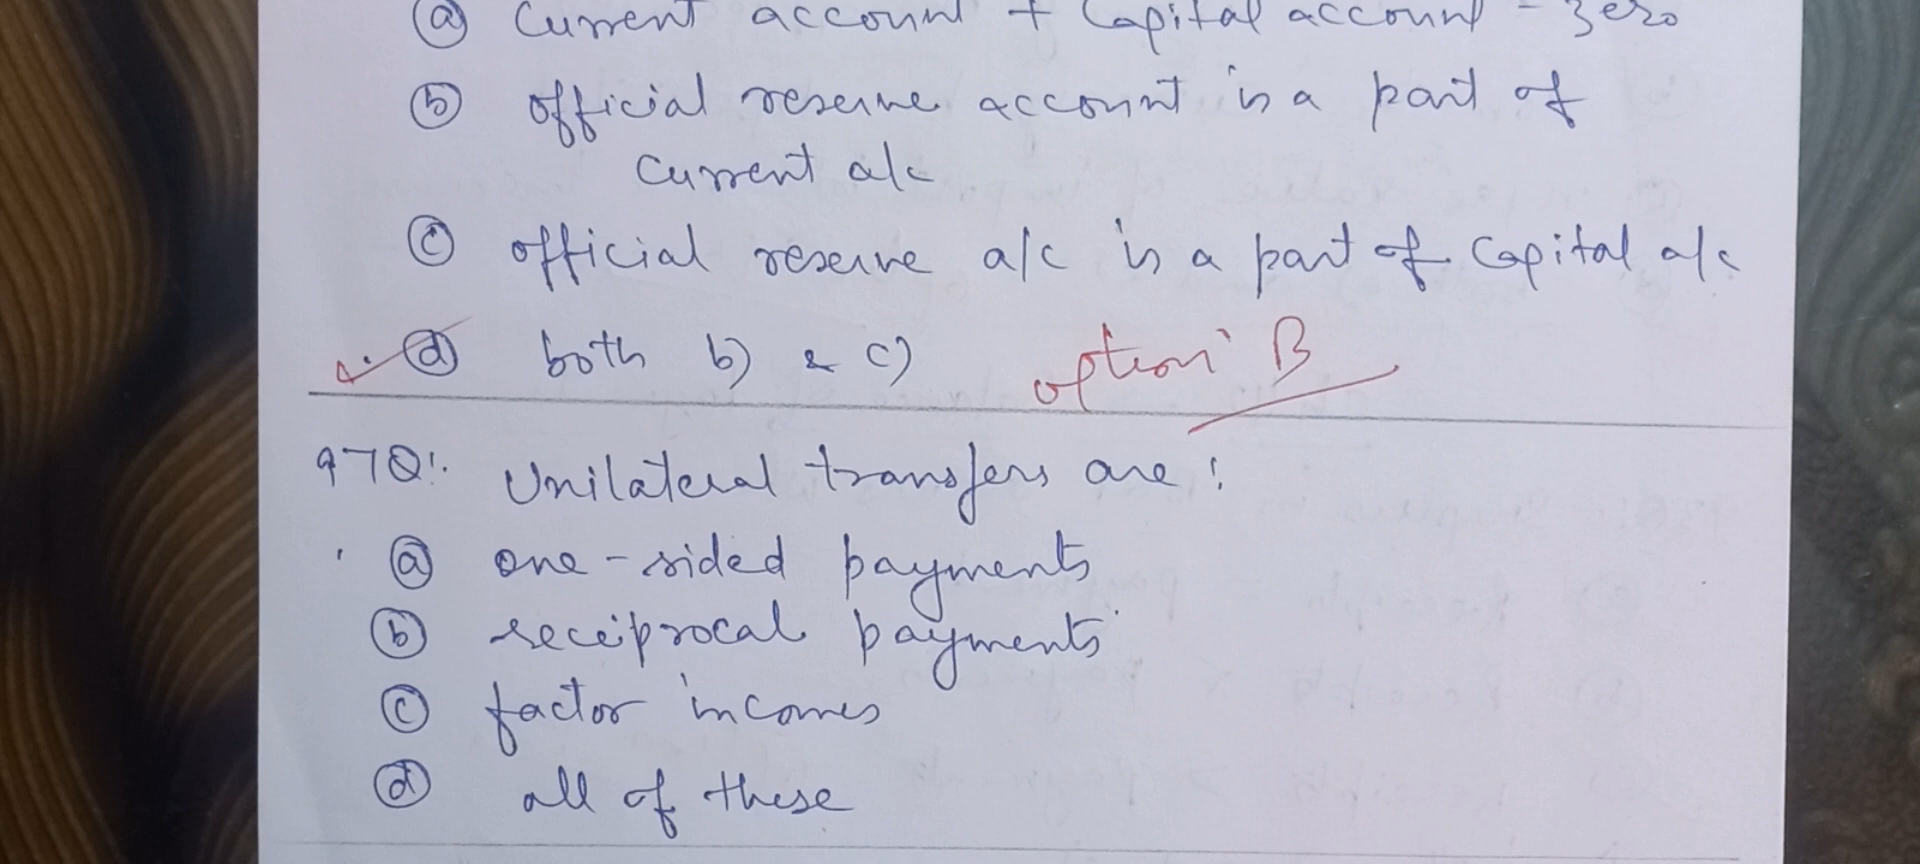 (a) Current account + Capital account = Zero
(b) official reserve account is a part of
Current a/c
(c) official reserve a/c is a part of Capital a/c
(d) both b) & c) option B
97Q: Unilateral transfers are:
(a) one-sided payments
(b) receiprocal payments
(c) factor incomes
(d) all of these